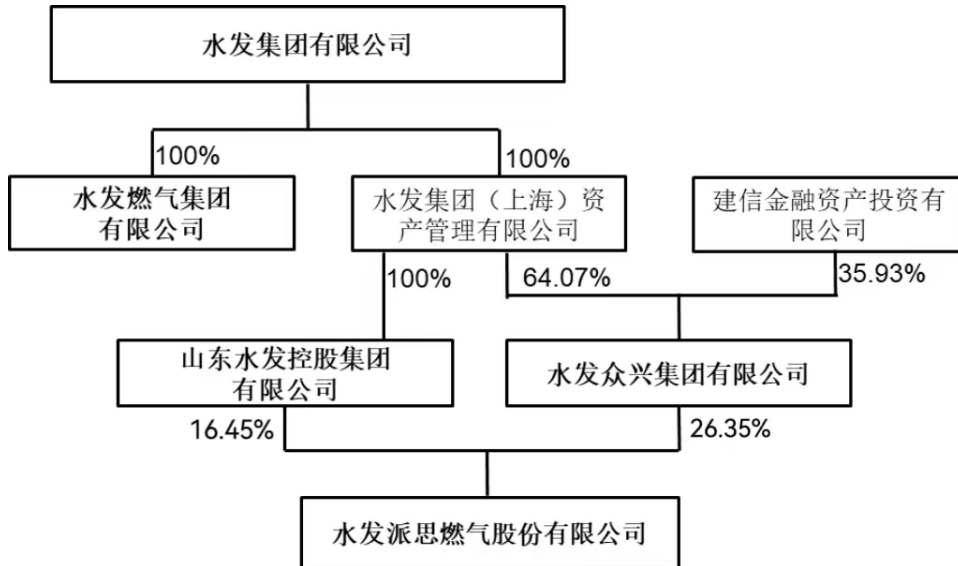 水发集团有限公司
100%
100%
水发燃气集团
有限公司
水发集团（上海）资
产管理有限公司
建信金融资产投资有
限公司
100%
64.07%
35.93%
山东水发控股集团
有限公司
水发众兴集团有限公司
16.45%
26.35%
水发派思燃气股份有限公司